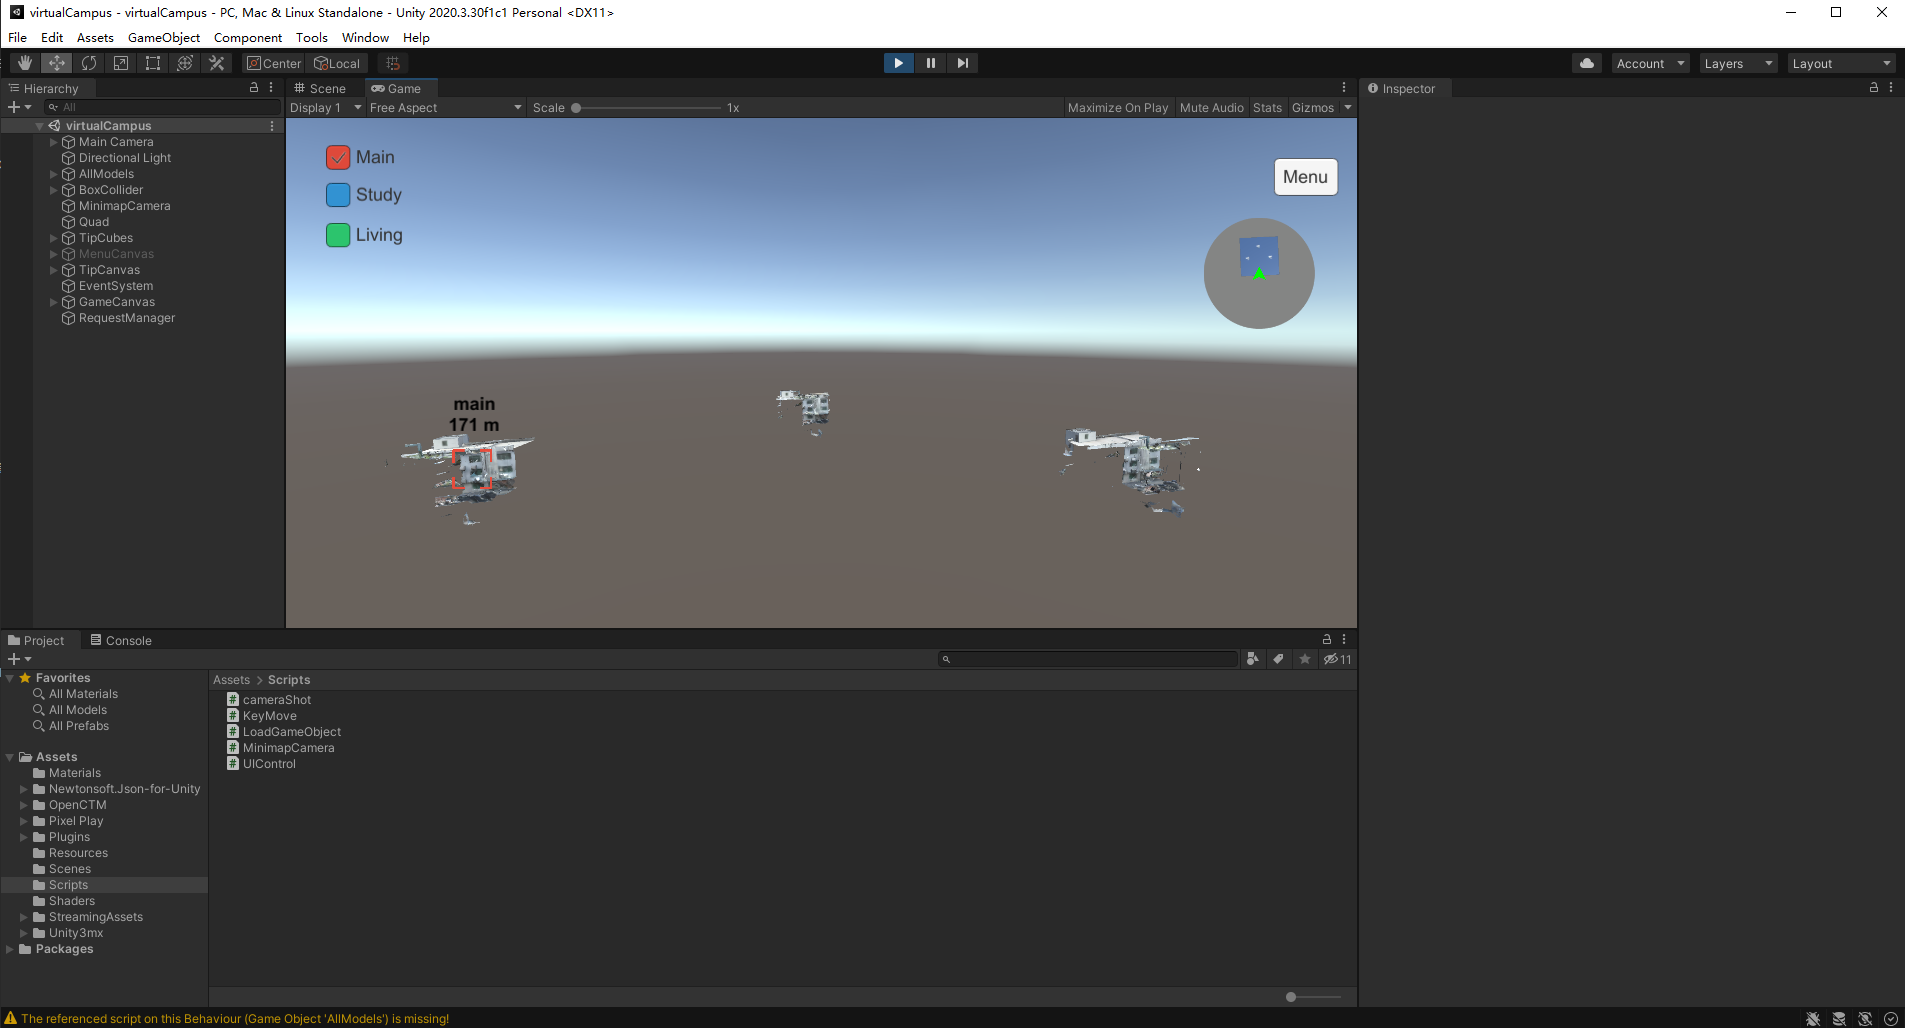 virtualCampus - virtualCampus - PC, Mac & Linux Standalone - Unity 2020.3.30f1c1 Personal <DX11>
File Edit Assets GameObject Component Tools Window Help
Center Local Account Layers Layout
Hierarchy
All
virtualCampus
Main Camera
Directional Light
AllModels
BoxCollider
MinimapCamera
Quad
TipCubes
MenuCanvas
TipCanvas
EventSystem
GameCanvas
RequestManager
Scene Game
Display 1 Free Aspect Scale 1x Maximize On Play Mute Audio Stats Gizmos
Main
Study
Living
Menu
main
171 m
Inspector
Project Console
11
Favorites
All Materials
All Models
All Prefabs
Assets
Materials
Newtonsoft.Json-for-Unity
OpenCTM
Pixel Play
Plugins
Resources
Scenes
Scripts
Shaders
StreamingAssets
Unity3mx
Packages
Assets > Scripts
cameraShot
KeyMove
LoadGameObject
MinimapCamera
UIControl
The referenced script on this Behaviour (Game Object 'AllModels') is missing!